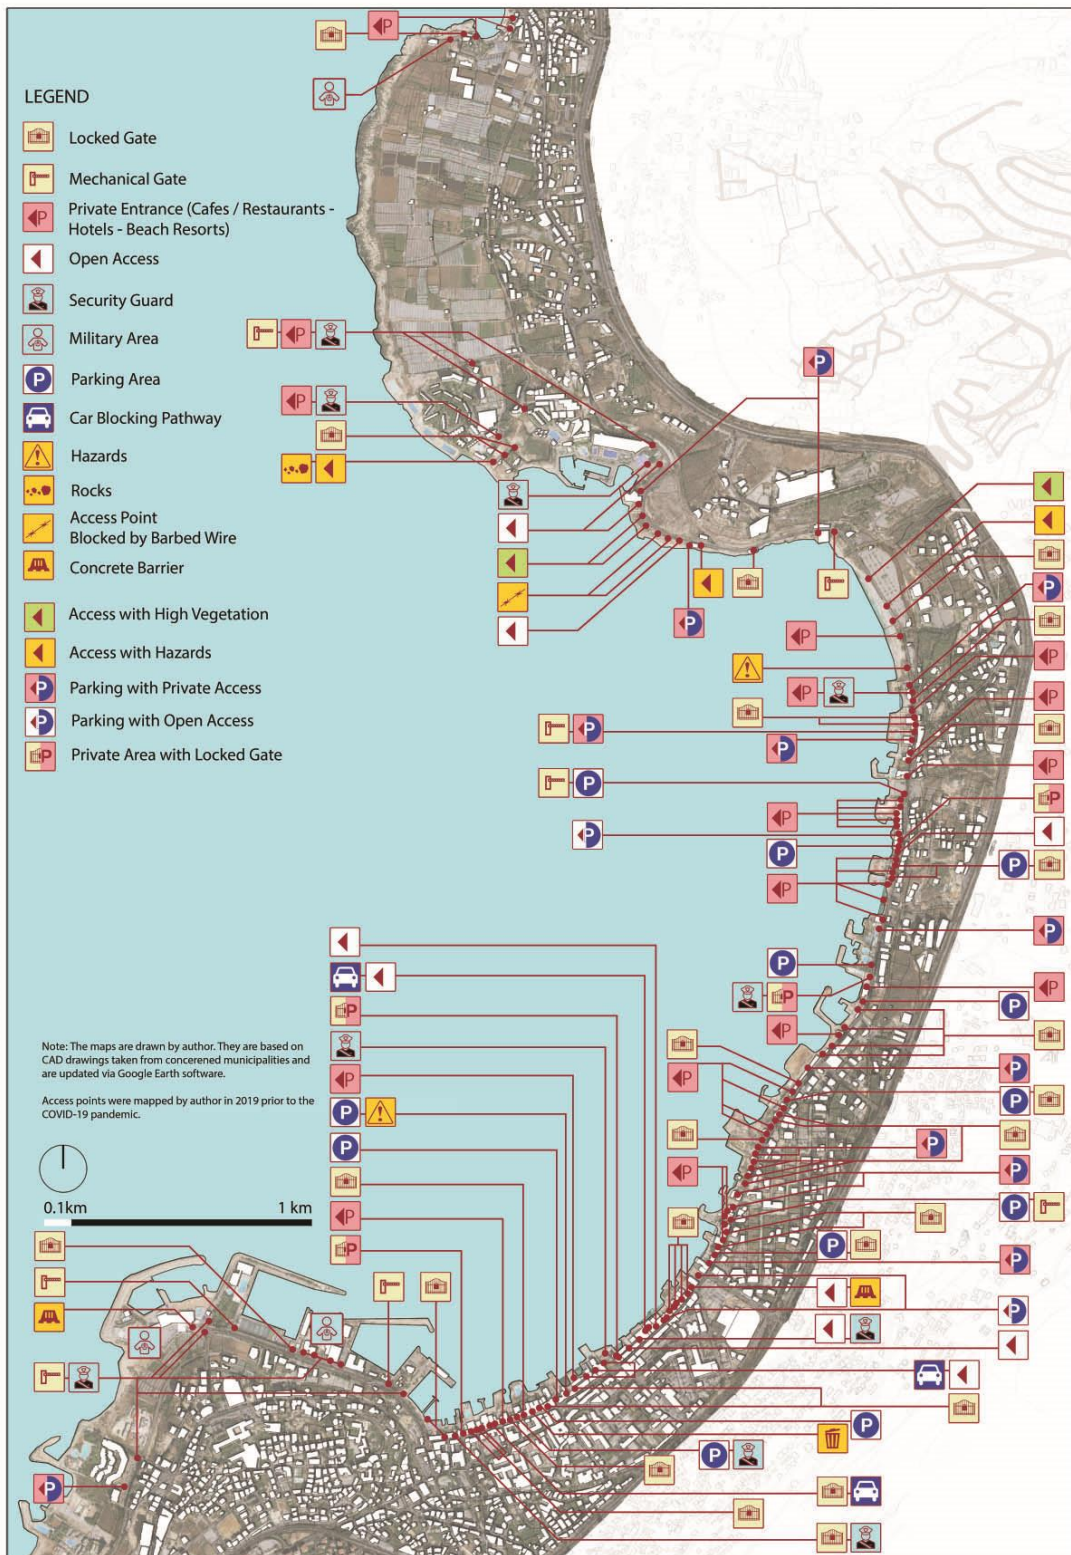 LEGEND
Locked Gate
Mechanical Gate
Private Entrance (Cafes / Restaurants -
Hotels - Beach Resorts)
Open Access
Security Guard
Military Area
P
Parking Area
Car Blocking Pathway
Hazards
Rocks
Access Point
Blocked by Barbed Wire
Concrete Barrier
Access with High Vegetation
Access with Hazards
Parking with Private Access
Parking with Open Access
Private Area with Locked Gate
Note: The maps are drawn by author. They are based on
CAD drawings taken from concerened municipalities and
are updated via Google Earth software.
Access points were mapped by author in 2019 prior to the
COVID-19 pandemic.
0.1km 1 km